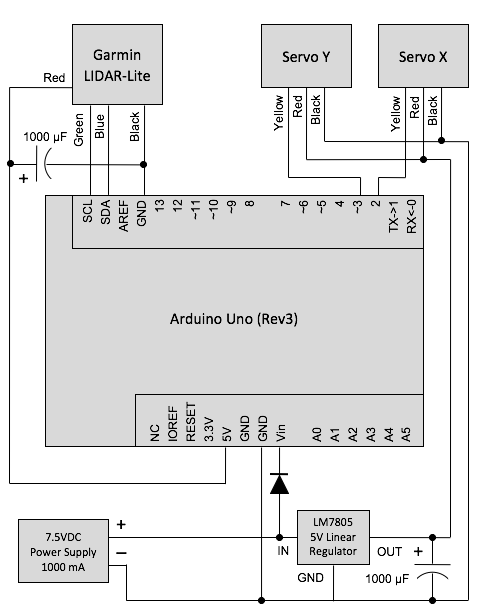 Garmin
LIDAR-Lite
Servo Y
Servo X
Red
Green
Blue
Black
Yellow
Red
Black
Yellow
Red
Black
1000 µF
+
SCL
SDA
AREF
GND
13
12
~11
~10
~9
8
7
~6
~5
4
~3
2
TX->1
RX<-0
Arduino Uno (Rev3)
NC
IOREF
RESET
3.3V
5V
GND
GND
Vin
A0
A1
A2
A3
A4
A5
7.5VDC
Power Supply
1000 mA
+
−
IN
LM7805
5V Linear
Regulator
OUT
+
GND
1000 µF